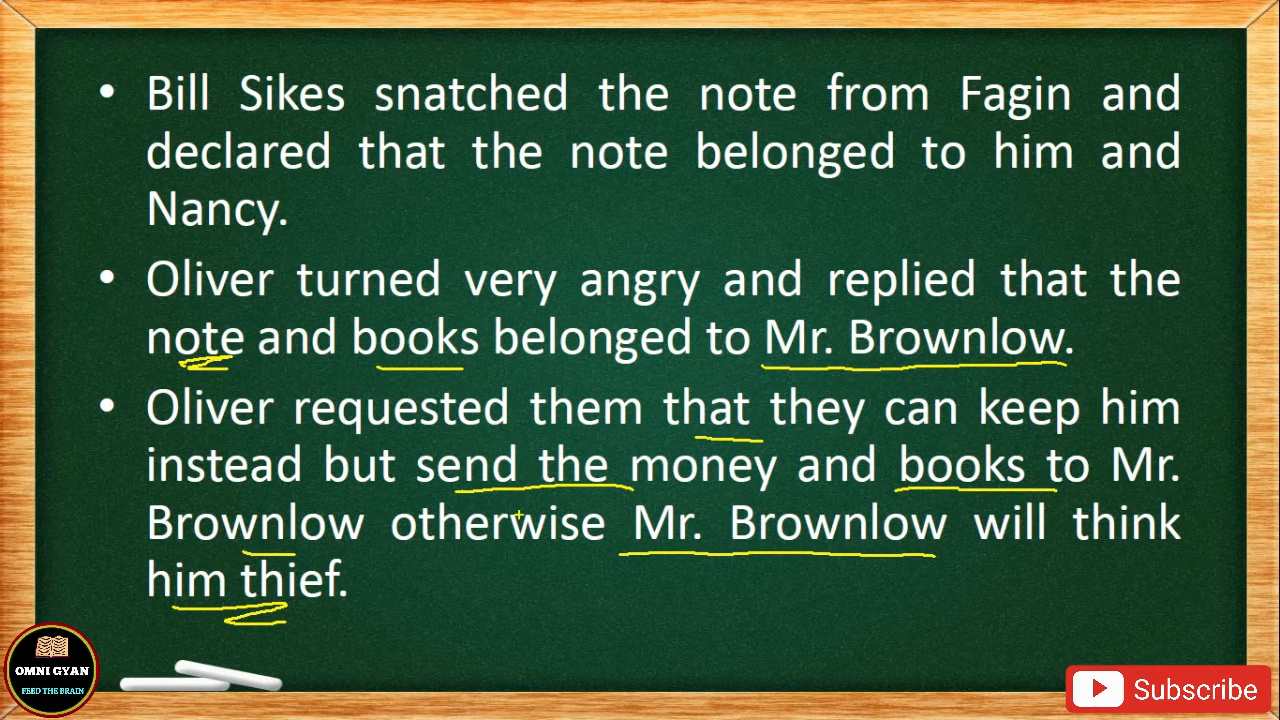 • Bill Sikes snatched the note from Fagin and
declared that the note belonged to him and
Nancy.
• Oliver turned very angry and replied that the
note and books belonged to Mr. Brownlow.
• Oliver requested them that they can keep him
instead but send the money and books to Mr.
Brownlow otherwise Mr. Brownlow will think
him thief.
OMNI GYAN
FEED THE BRAIN
Subscribe